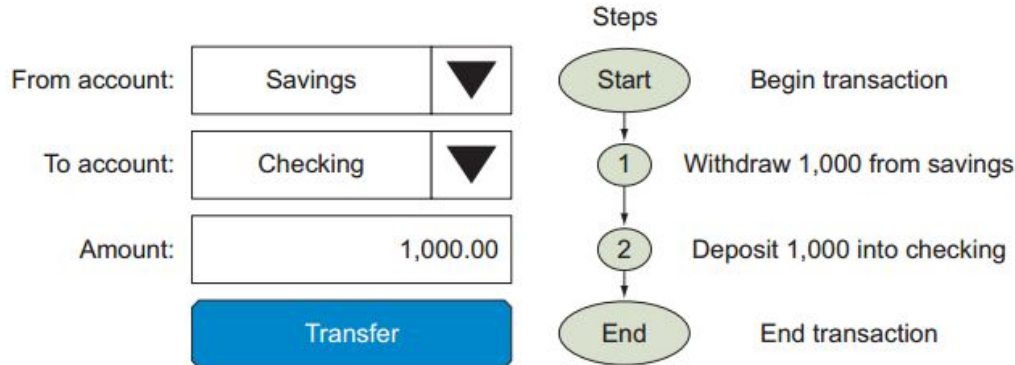 Steps
From account: Savings Start Begin transaction
To account: Checking 1 Withdraw 1,000 from savings
Amount: 1,000.00 2 Deposit 1,000 into checking
Transfer End End transaction